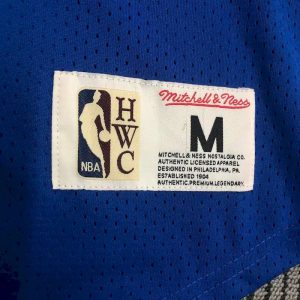 NBA
HWC
Mitchell & Ness
M
MITCHELL & NESS NOSTALGIA CO.
AUTHENTIC LICENSED APPAREL
DESIGNED IN PHILADELPHIA, PA.
ESTABLISHED 1904
AUTHENTIC.PREMIUM.LEGENDARY.